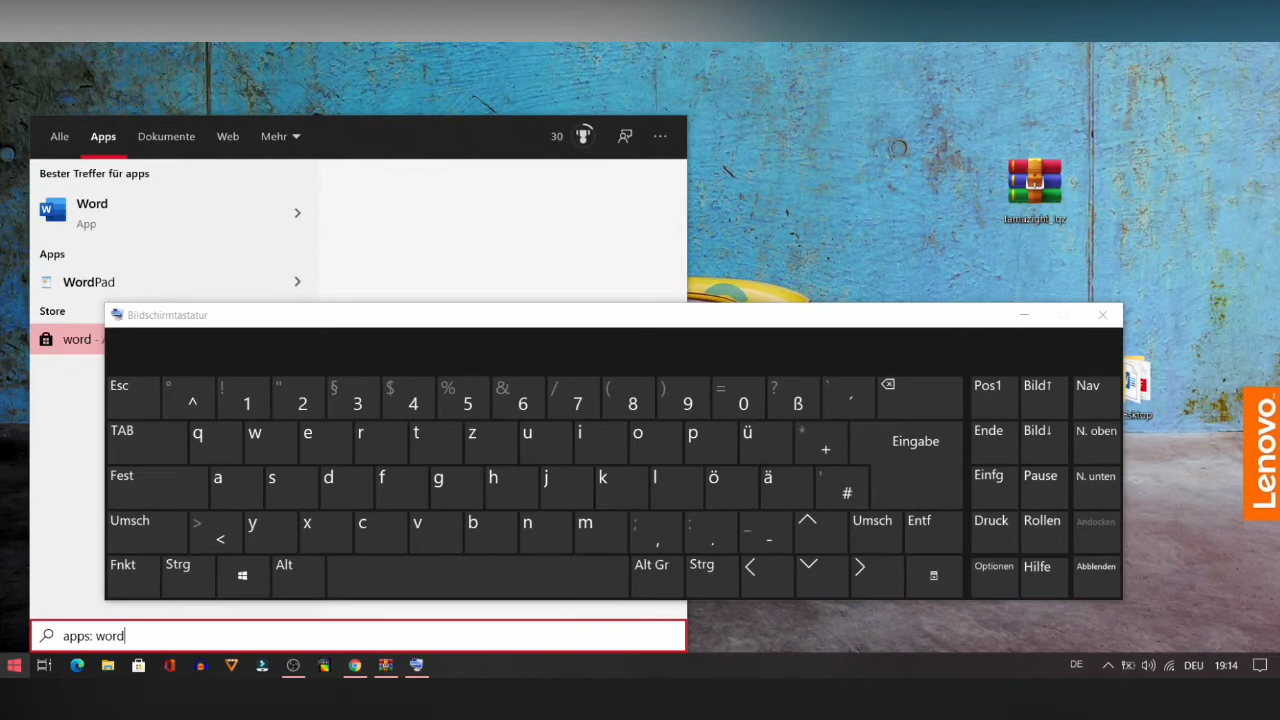 Alle Apps Dokumente Web Mehr 30 ...
Bester Treffer für apps
Word
App
Apps
WordPad
Store
word -
tamazight_tqz
Lenovo
Bildschirmtastatur
Esc ° ^ ! 1 " 2 § 3 $ 4 % 5 & 6 / 7 ( 8 ) 9 = 0 ? ß ` ´ Pos1 Bild↑ Nav
TAB q w e r t z u i o p ü * + Eingabe Ende Bild↓ N. oben
Fest a s d f g h j k l ö ä ' # Einfg Pause N. unten
Umsch > < y x c v b n m ; , : . _ - Umsch Entf Druck Rollen Andocken
Fnkt Strg Alt Alt Gr Strg Optionen Hilfe Abblenden
apps: word
DE DEU 19:14